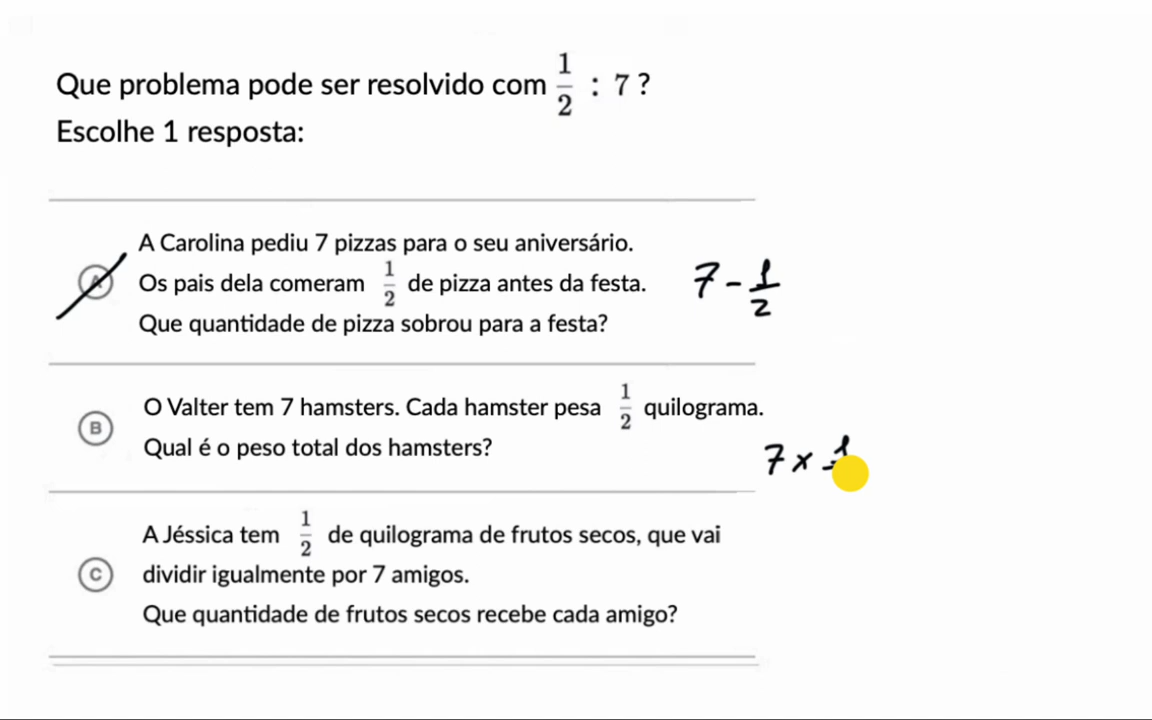 Que problema pode ser resolvido com 1/2 : 7 ?
Escolhe 1 resposta:
A
A Carolina pediu 7 pizzas para o seu aniversário.
Os pais dela comeram 1/2 de pizza antes da festa.
Que quantidade de pizza sobrou para a festa?
7 - 1/2
B
O Valter tem 7 hamsters. Cada hamster pesa 1/2 quilograma.
Qual é o peso total dos hamsters?
7 × 1
C
A Jéssica tem 1/2 de quilograma de frutos secos, que vai
dividir igualmente por 7 amigos.
Que quantidade de frutos secos recebe cada amigo?